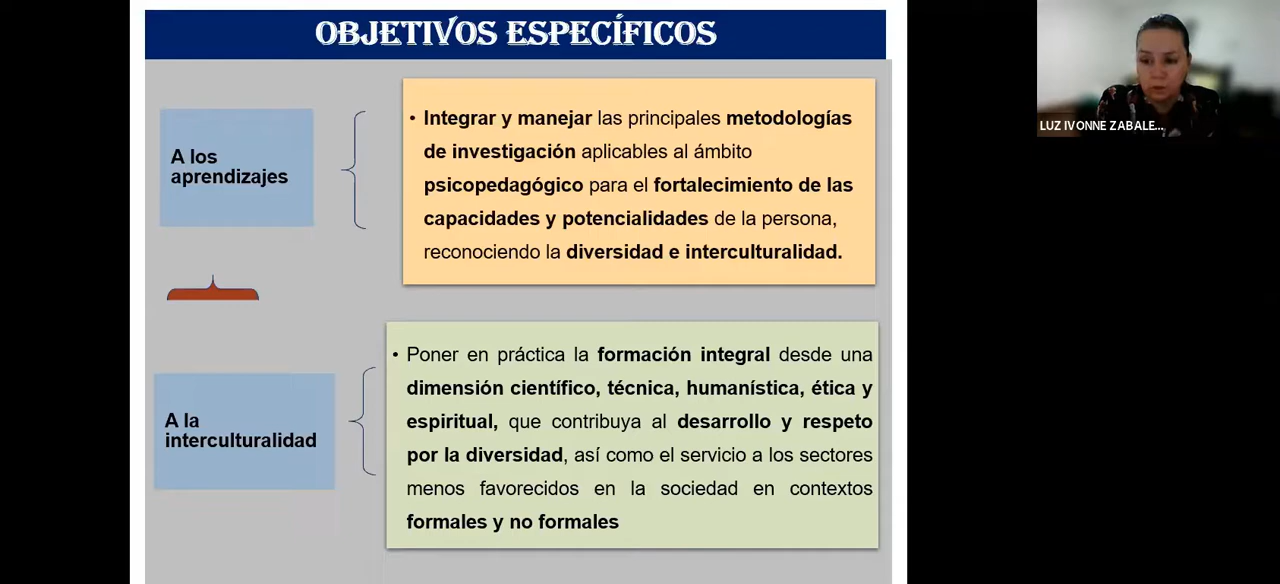 OBJETIVOS ESPECÍFICOS
A los
aprendizajes
• Integrar y manejar las principales metodologías
de investigación aplicables al ámbito
psicopedagógico para el fortalecimiento de las
capacidades y potencialidades de la persona,
reconociendo la diversidad e interculturalidad.
A la
interculturalidad
• Poner en práctica la formación integral desde una
dimensión científico, técnica, humanística, ética y
espiritual, que contribuya al desarrollo y respeto
por la diversidad, así como el servicio a los sectores
menos favorecidos en la sociedad en contextos
formales y no formales
LUZ IVONNE ZABALE...